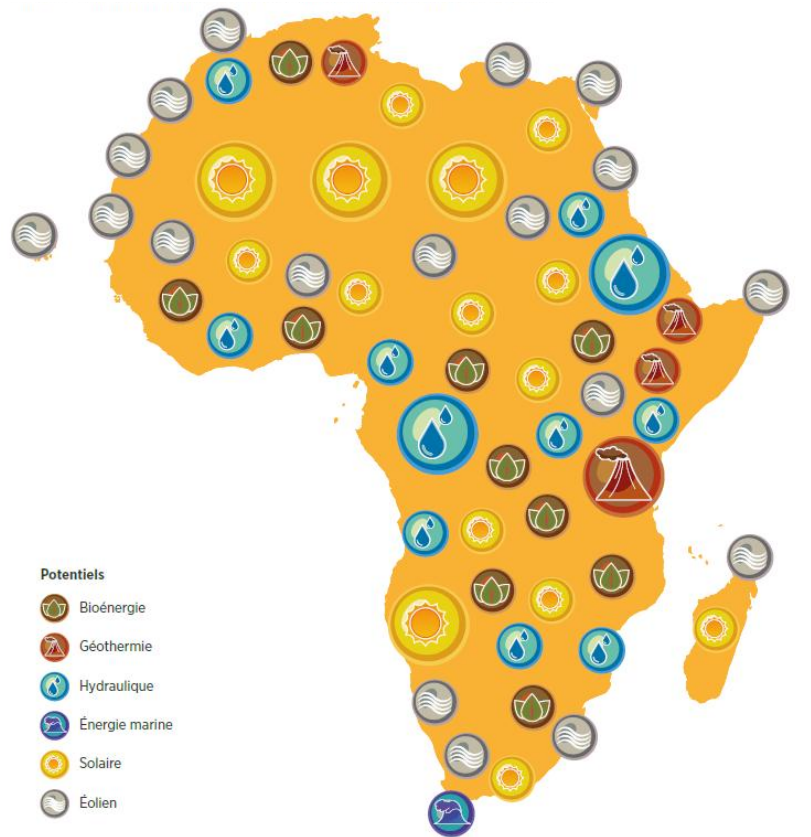 Potentiels
Bioénergie
Géothermie
Hydraulique
Énergie marine
Solaire
Éolien